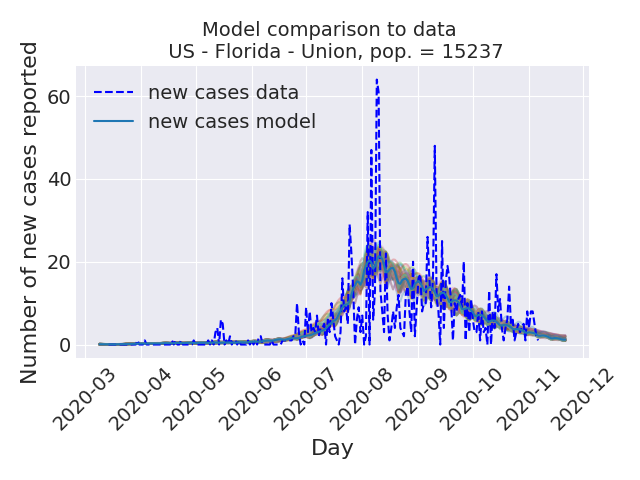 Model comparison to data
US - Florida - Union, pop. = 15237
Number of new cases reported
60
40
20
0
new cases data
new cases model
2020-03
2020-04
2020-05
2020-06
2020-07
2020-08
2020-09
2020-10
2020-11
2020-12
Day